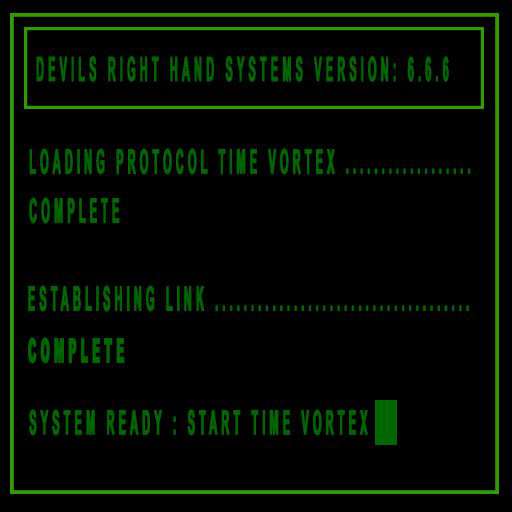 DEVILS RIGHT HAND SYSTEMS VERSION: 6.6.6
LOADING PROTOCOL TIME VORTEX ..................
COMPLETE
ESTABLISHING LINK ....................................
COMPLETE
SYSTEM READY : START TIME VORTEX